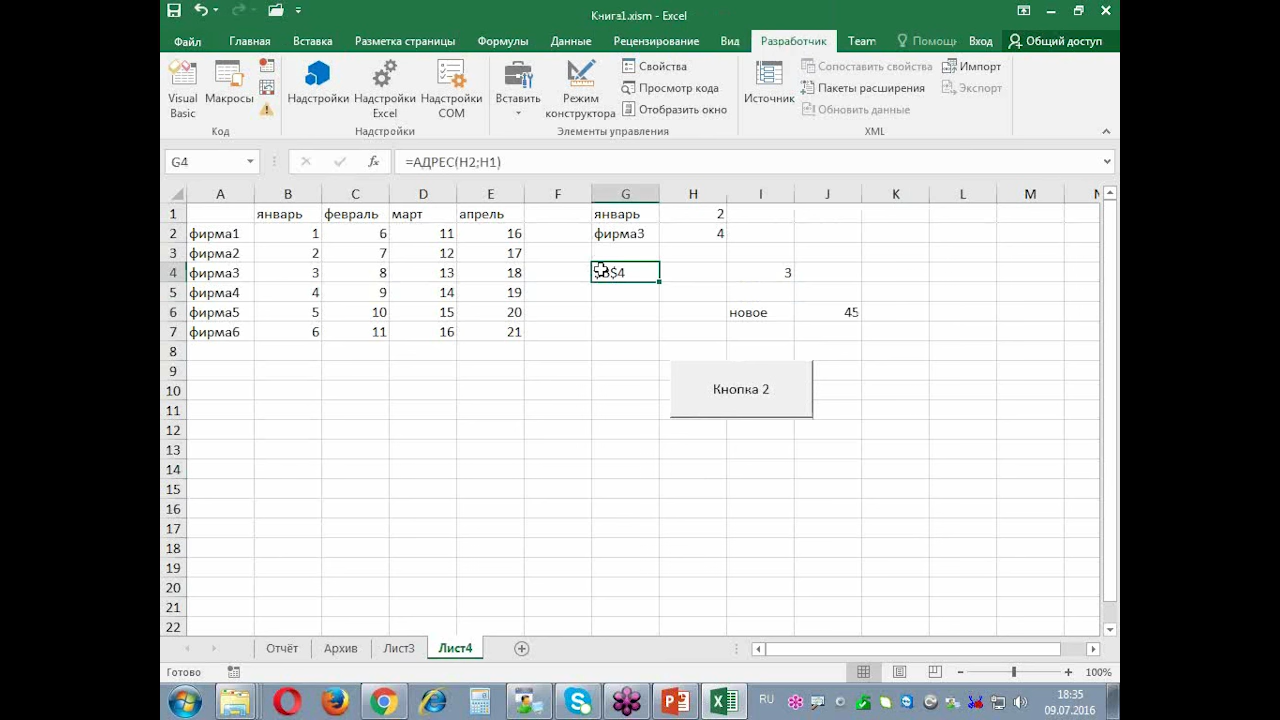 Книга1.xlsm - Excel
Файл Главная Вставка Разметка страницы Формулы Данные Рецензирование Вид Разработчик Team Помощь Вход Общий доступ
Visual Basic
Макросы
Код
Надстройки
Надстройки Excel
Надстройки COM
Надстройки
Вставить
Режим конструктора
Свойства
Просмотр кода
Отобразить окно
Элементы управления
Источник
Сопоставить свойства
Пакеты расширения
Обновить данные
Импорт
Экспорт
XML
G4 fx =АДРЕС(H2;H1)
A B C D E F G H I J K L M N
1 январь февраль март апрель январь 2
2 фирма1 1 6 11 16 фирма3 4
3 фирма2 2 7 12 17
4 фирма3 3 8 13 18 $B$4 3
5 фирма4 4 9 14 19
6 фирма5 5 10 15 20 новое 45
7 фирма6 6 11 16 21
8
9
10 Кнопка 2
11
12
13
14
15
16
17
18
19
20
21
22
Отчёт Архив Лист3 Лист4
Готово 100%
RU 18:35
09.07.2016